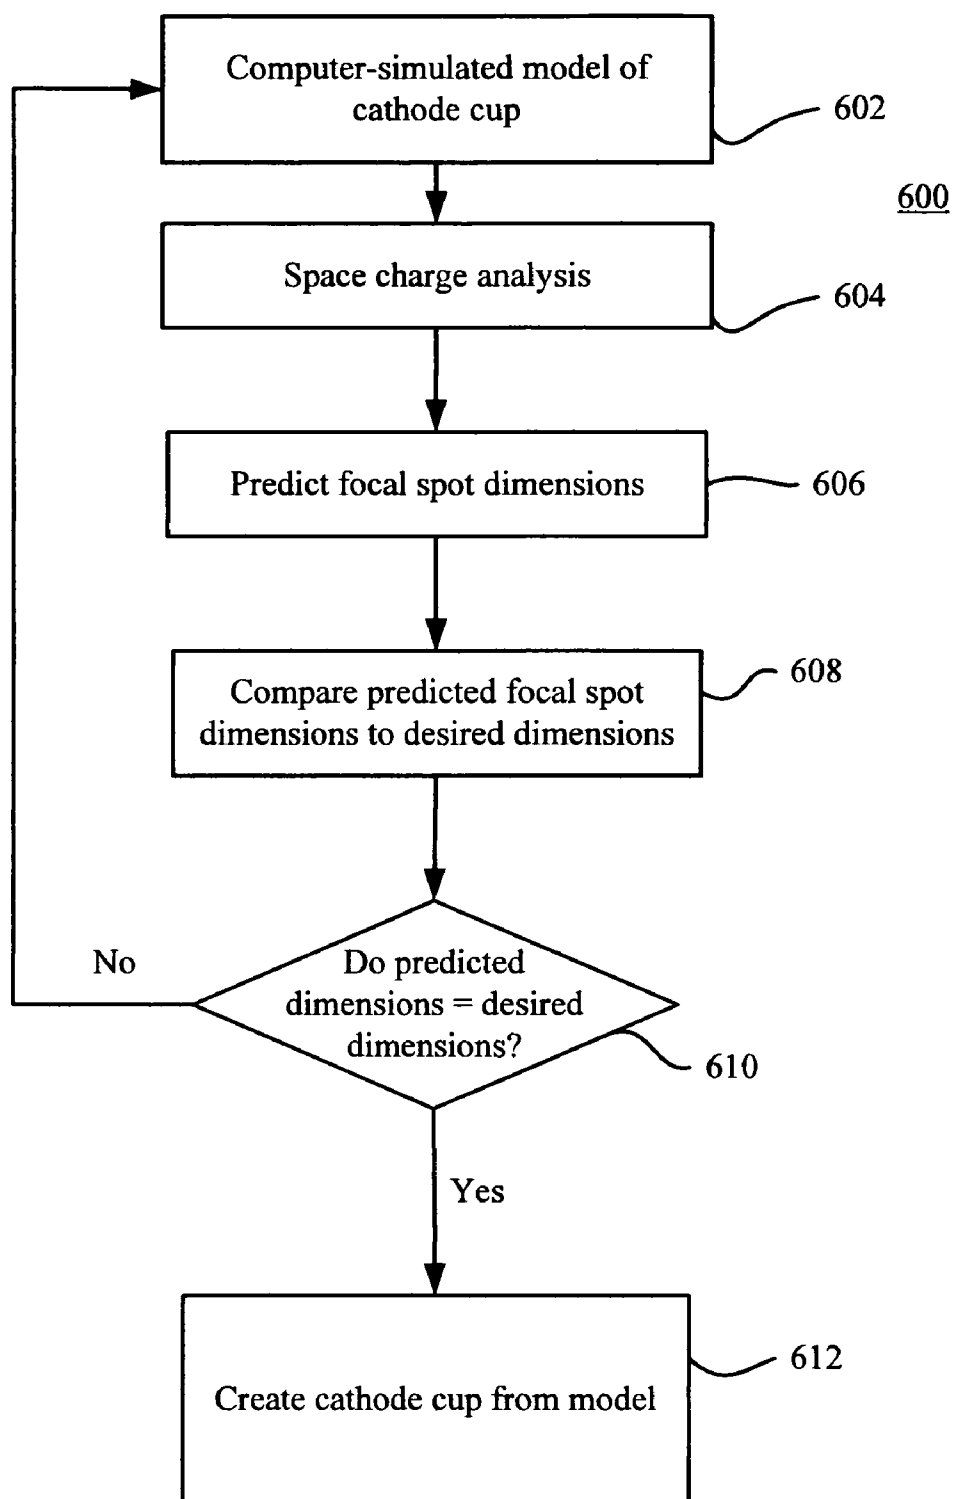 Computer-simulated model of
cathode cup
602
600
Space charge analysis
604
Predict focal spot dimensions
606
Compare predicted focal spot
dimensions to desired dimensions
608
No
Do predicted
dimensions = desired
dimensions?
610
Yes
Create cathode cup from model
612